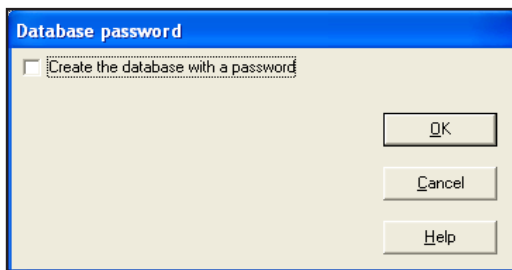 Database password
Create the database with a password
OK
Cancel
Help